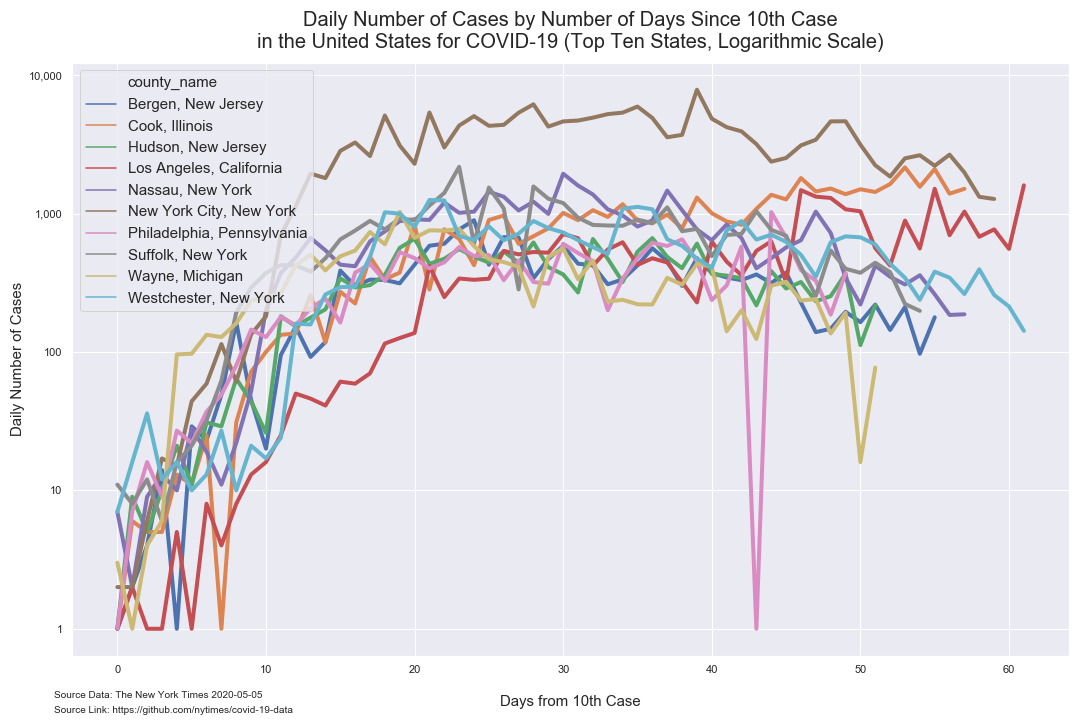 Daily Number of Cases by Number of Days Since 10th Case
in the United States for COVID-19 (Top Ten States, Logarithmic Scale)
10,000
1,000
100
10
1
Daily Number of Cases
county_name
Bergen, New Jersey
Cook, Illinois
Hudson, New Jersey
Los Angeles, California
Nassau, New York
New York City, New York
Philadelphia, Pennsylvania
Suffolk, New York
Wayne, Michigan
Westchester, New York
0 10 20 30 40 50 60
Days from 10th Case
Source Data: The New York Times 2020-05-05
Source Link: https://github.com/nytimes/covid-19-data